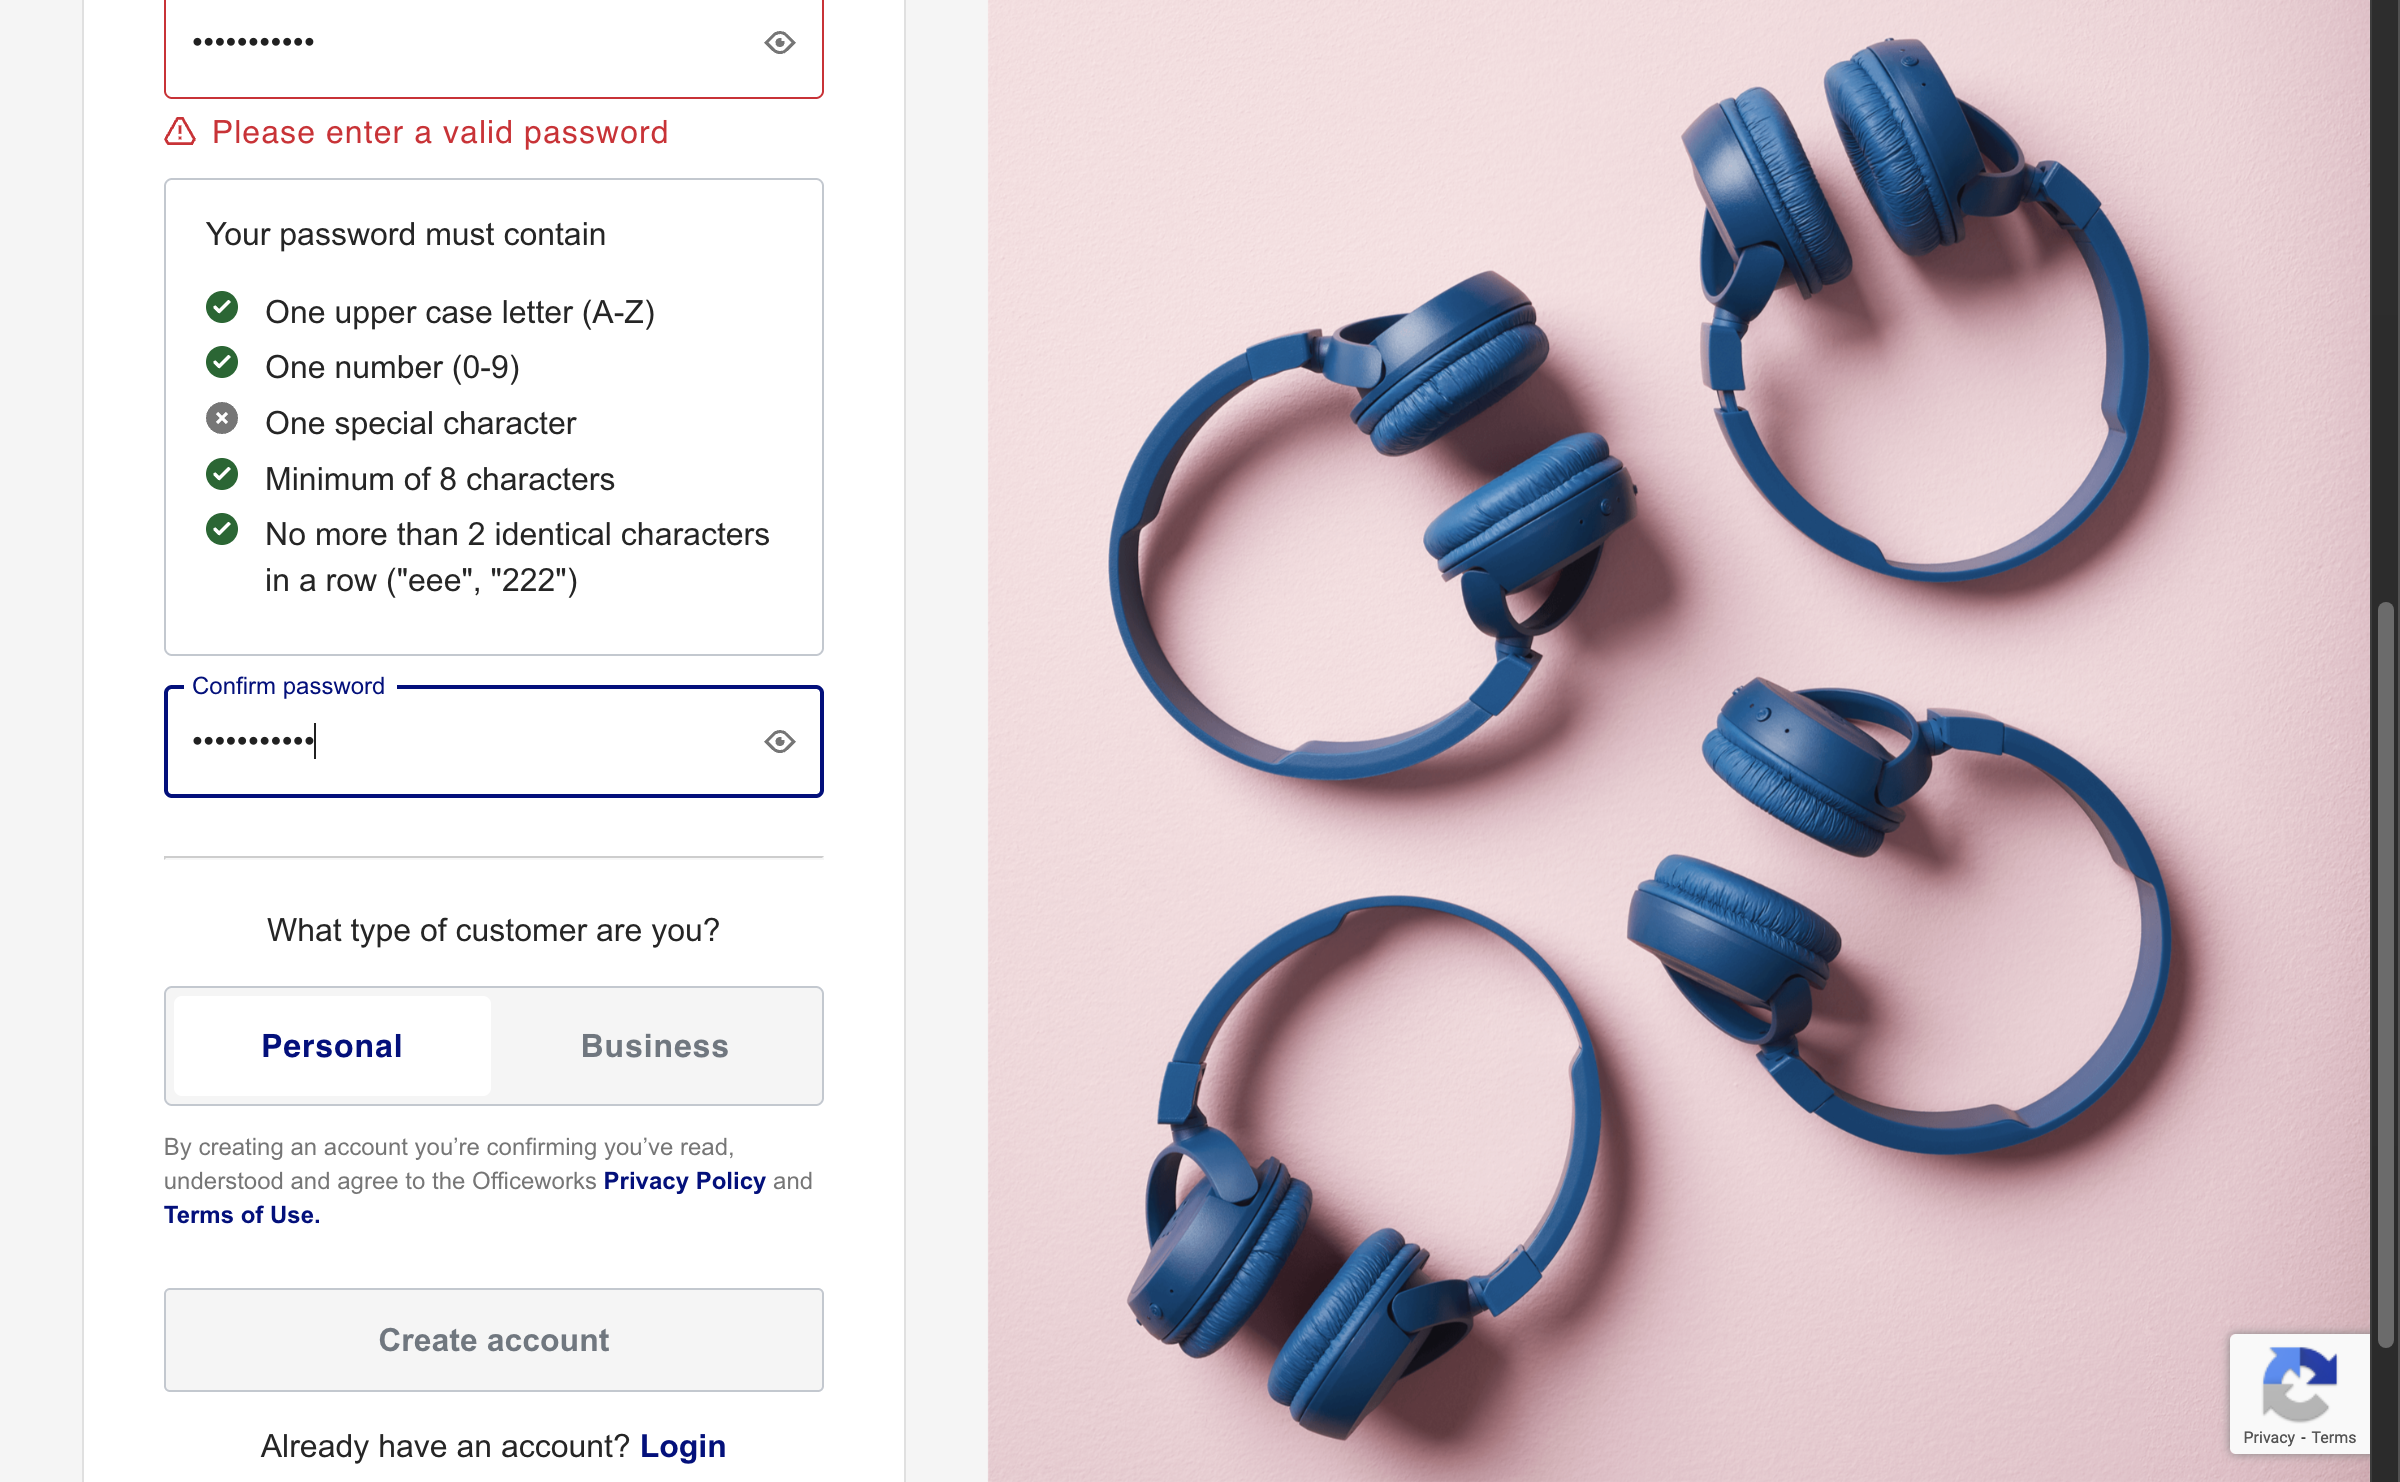 •••••••••••
Please enter a valid password
Your password must contain
One upper case letter (A-Z)
One number (0-9)
One special character
Minimum of 8 characters
No more than 2 identical characters
in a row ("eee", "222")
Confirm password
•••••••••••
What type of customer are you?
Personal Business
By creating an account you’re confirming you’ve read,
understood and agree to the Officeworks Privacy Policy and
Terms of Use.
Create account
Already have an account? Login
Privacy - Terms